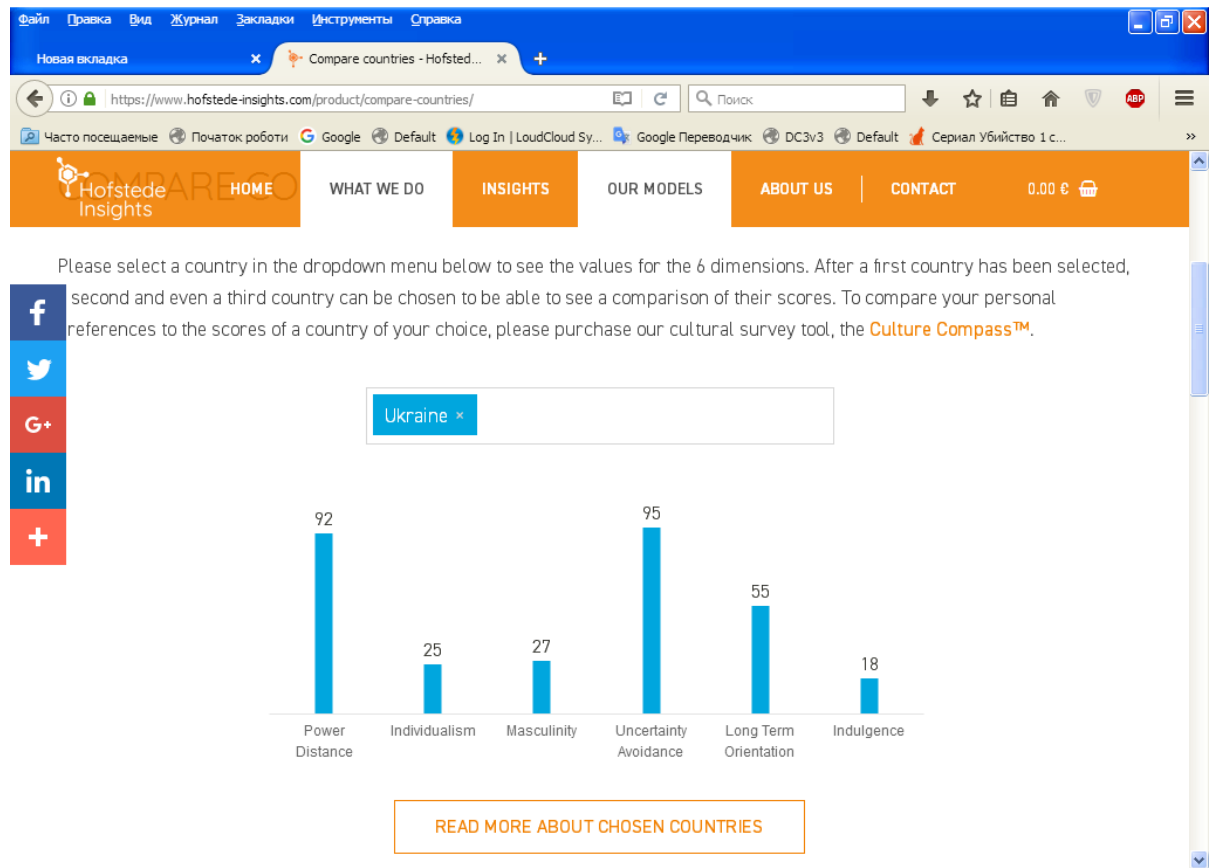 Файл Правка Вид Журнал Закладки Инструменты Справка
Новая вкладка
Compare countries - Hofsted...
https://www.hofstede-insights.com/product/compare-countries/
Поиск
ABP
Часто посещаемые Початок роботи Google Default Log In | LoudCloud Sy... Google Переводчик DC3v3 Default Сериал Убийство 1 с...
Hofstede Insights
HOME WHAT WE DO INSIGHTS OUR MODELS ABOUT US CONTACT 0.00 €
Please select a country in the dropdown menu below to see the values for the 6 dimensions. After a first country has been selected,
second and even a third country can be chosen to be able to see a comparison of their scores. To compare your personal
references to the scores of a country of your choice, please purchase our cultural survey tool, the Culture Compass™.
f
G+
in
+
Ukraine ×
92
25
27
95
55
18
Power Distance
Individualism
Masculinity
Uncertainty Avoidance
Long Term Orientation
Indulgence
READ MORE ABOUT CHOSEN COUNTRIES